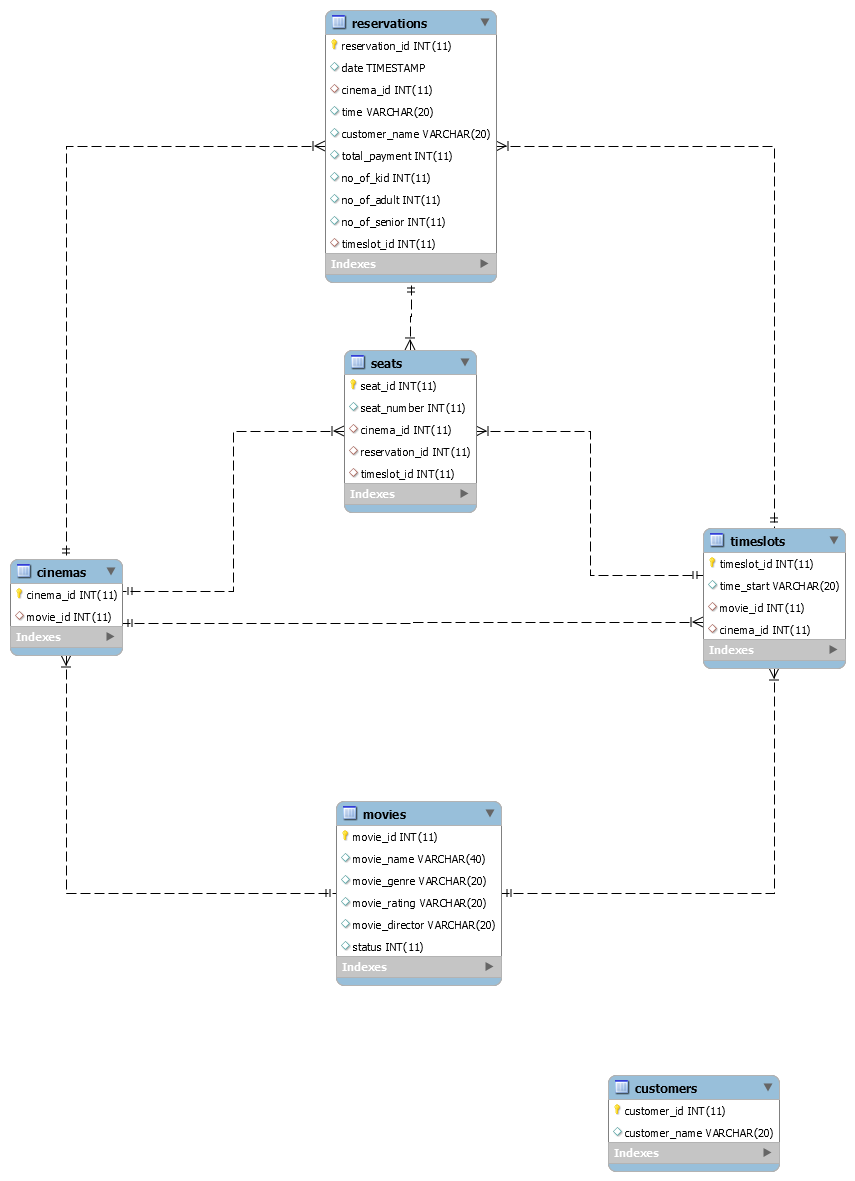 reservations
reservation_id INT(11)
date TIMESTAMP
cinema_id INT(11)
time VARCHAR(20)
customer_name VARCHAR(20)
total_payment INT(11)
no_of_kid INT(11)
no_of_adult INT(11)
no_of_senior INT(11)
timeslot_id INT(11)
Indexes
seats
seat_id INT(11)
seat_number INT(11)
cinema_id INT(11)
reservation_id INT(11)
timeslot_id INT(11)
Indexes
cinemas
cinema_id INT(11)
movie_id INT(11)
Indexes
timeslots
timeslot_id INT(11)
time_start VARCHAR(20)
movie_id INT(11)
cinema_id INT(11)
Indexes
movies
movie_id INT(11)
movie_name VARCHAR(40)
movie_genre VARCHAR(20)
movie_rating VARCHAR(20)
movie_director VARCHAR(20)
status INT(11)
Indexes
customers
customer_id INT(11)
customer_name VARCHAR(20)
Indexes